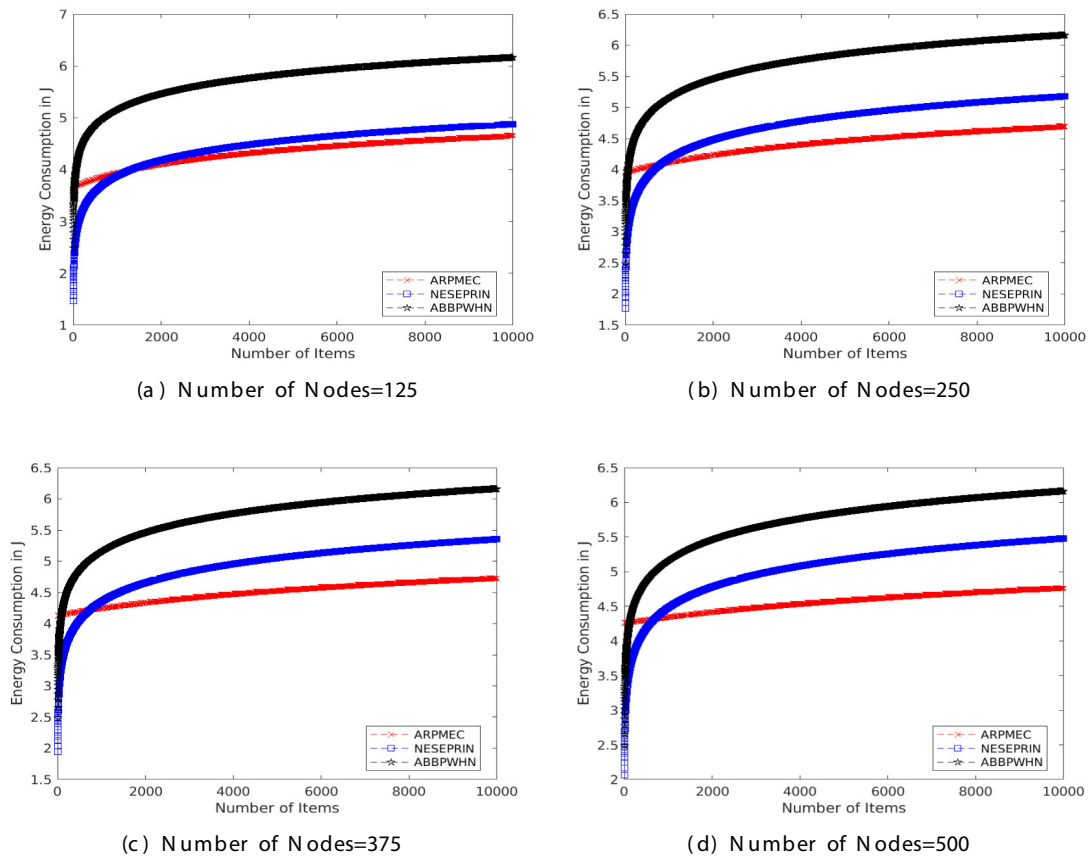 7
6
5
4
3
2
1
Energy Consumption in J
0 2000 4000 6000 8000 10000
Number of Items
ARPMEC
NESEPRIN
ABBPWHN
(a) Number of Nodes=125
6.5
6
5.5
5
4.5
4
3.5
3
2.5
2
1.5
Energy Consumption in J
0 2000 4000 6000 8000 10000
Number of Items
ARPMEC
NESEPRIN
ABBPWHN
(b) Number of Nodes=250
6.5
6
5.5
5
4.5
4
3.5
3
2.5
2
1.5
Energy Consumption in J
0 2000 4000 6000 8000 10000
Number of Items
ARPMEC
NESEPRIN
ABBPWHN
(c) Number of Nodes=375
6.5
6
5.5
5
4.5
4
3.5
3
2.5
2
Energy Consumption in J
0 2000 4000 6000 8000 10000
Number of Items
ARPMEC
NESEPRIN
ABBPWHN
(d) Number of Nodes=500